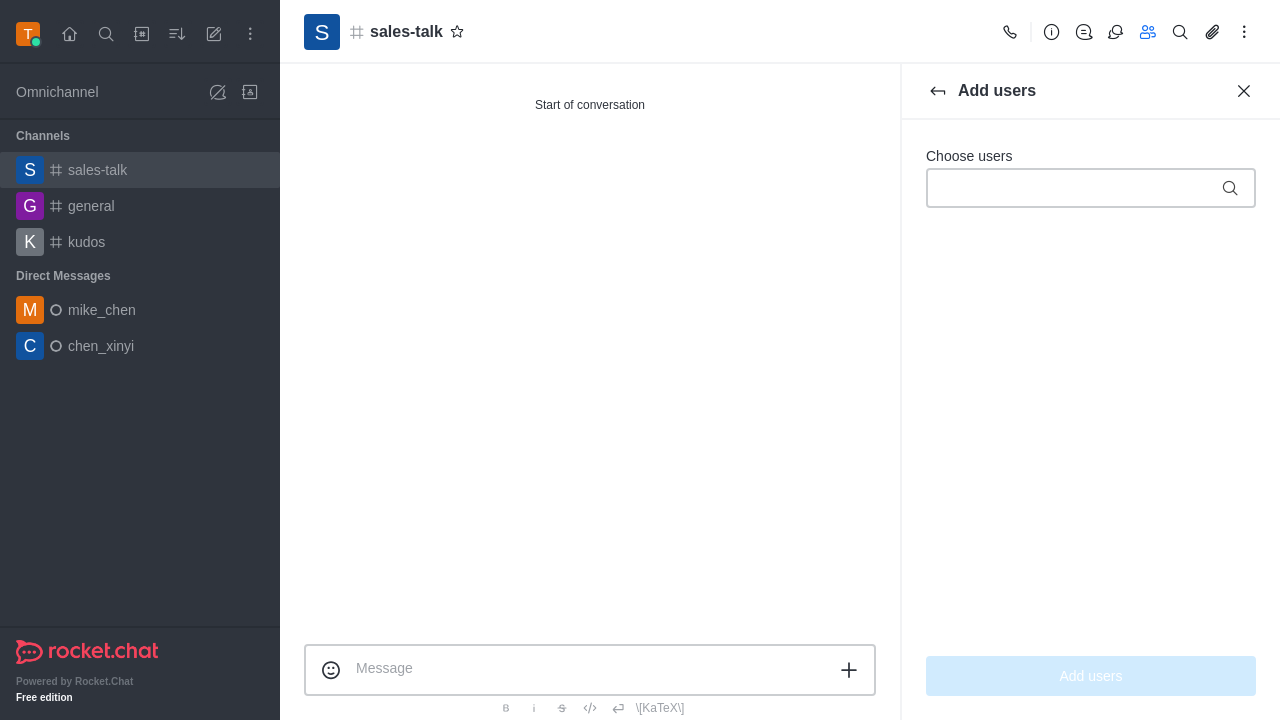 T
Omnichannel
Channels
S sales-talk
G general
K kudos
Direct Messages
M mike_chen
C chen_xinyi
rocket.chat
Powered by Rocket.Chat
Free edition
S sales-talk
Start of conversation
Message
B i S \[KaTeX\]
Add users
Choose users
Add users